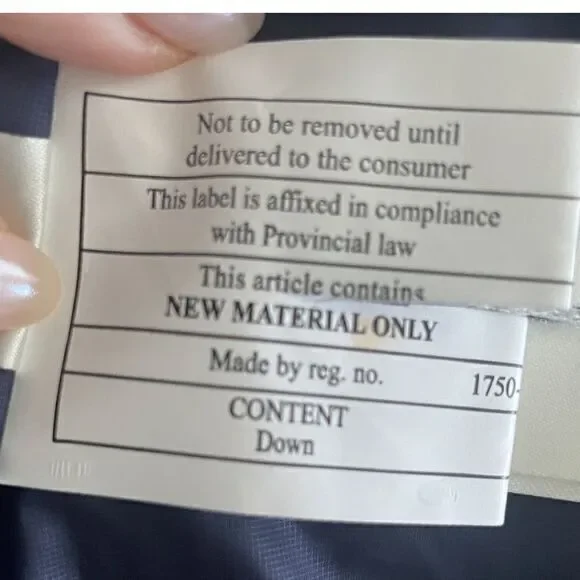 Not to be removed until
delivered to the consumer
This label is affixed in compliance
with Provincial law
This article contains
NEW MATERIAL ONLY
Made by reg. no. 1750-
CONTENT
Down